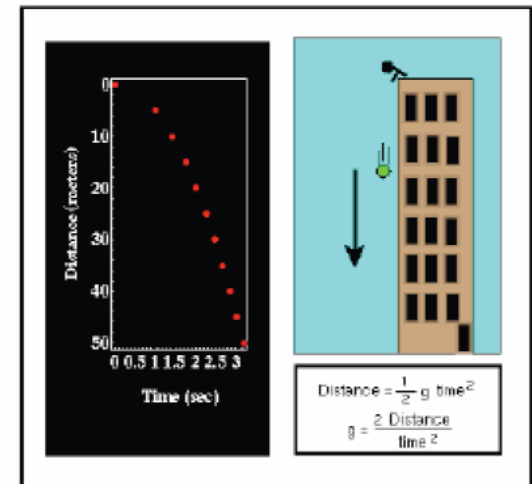 0
10
20
30
40
50
Distance (meters)
0 0.5 1 1.5 2 2.5 3
Time (sec)
Distance = 1/2 g time²
g = 2 Distance / time²